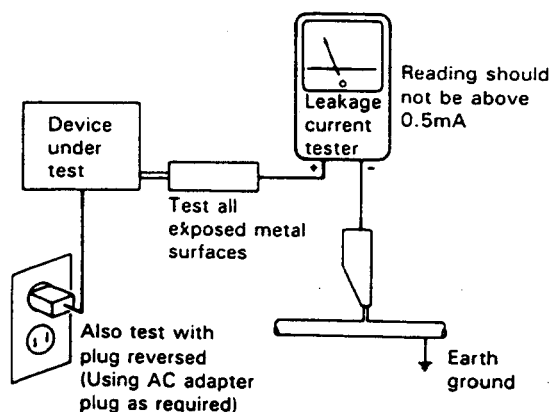 Device
under
test
Leakage
current
tester
+ -
Reading should
not be above
0.5mA
Test all
exposed metal
surfaces
Also test with
plug reversed
(Using AC adapter
plug as required)
Earth
ground